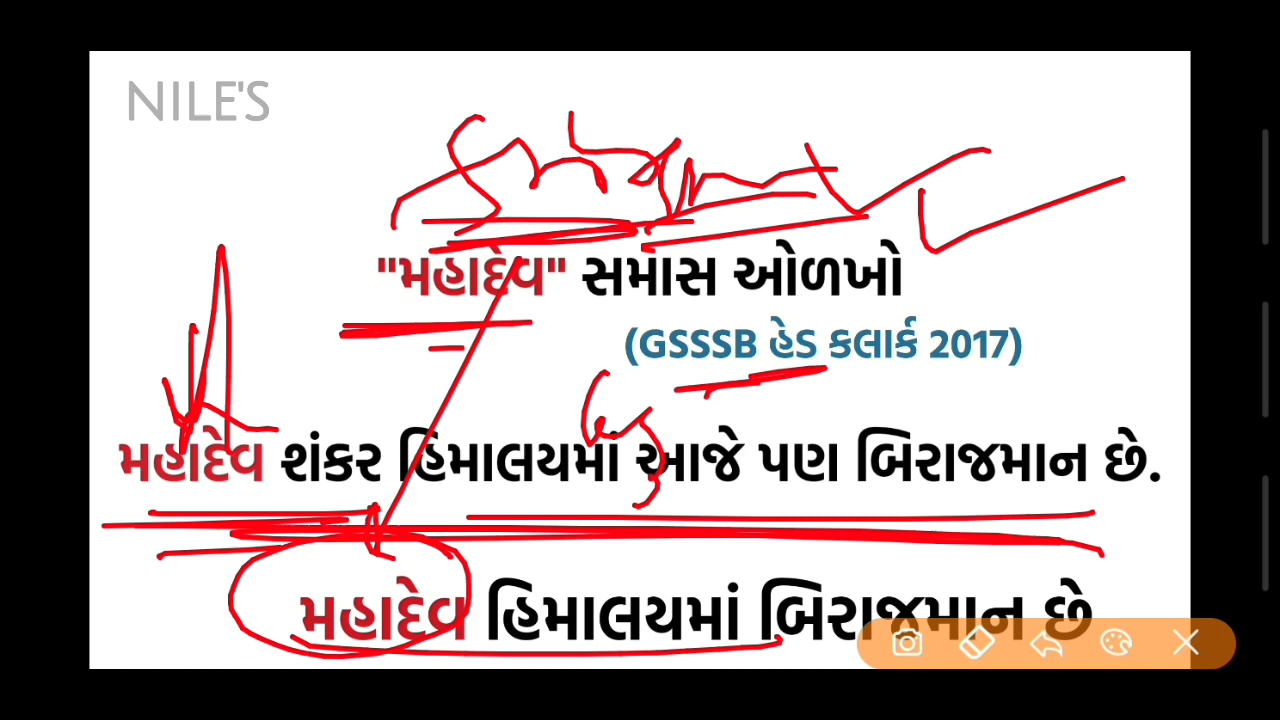 NILE'S
"મહાદેવ" સમાસ ઓળખો
(GSSSB હેડ કલાર્ક 2017)
મહાદેવ શંકર હિમાલયમાં આજે પણ બિરાજમાન છે.
મહાદેવ હિમાલયમાં બિરાજમાન છે